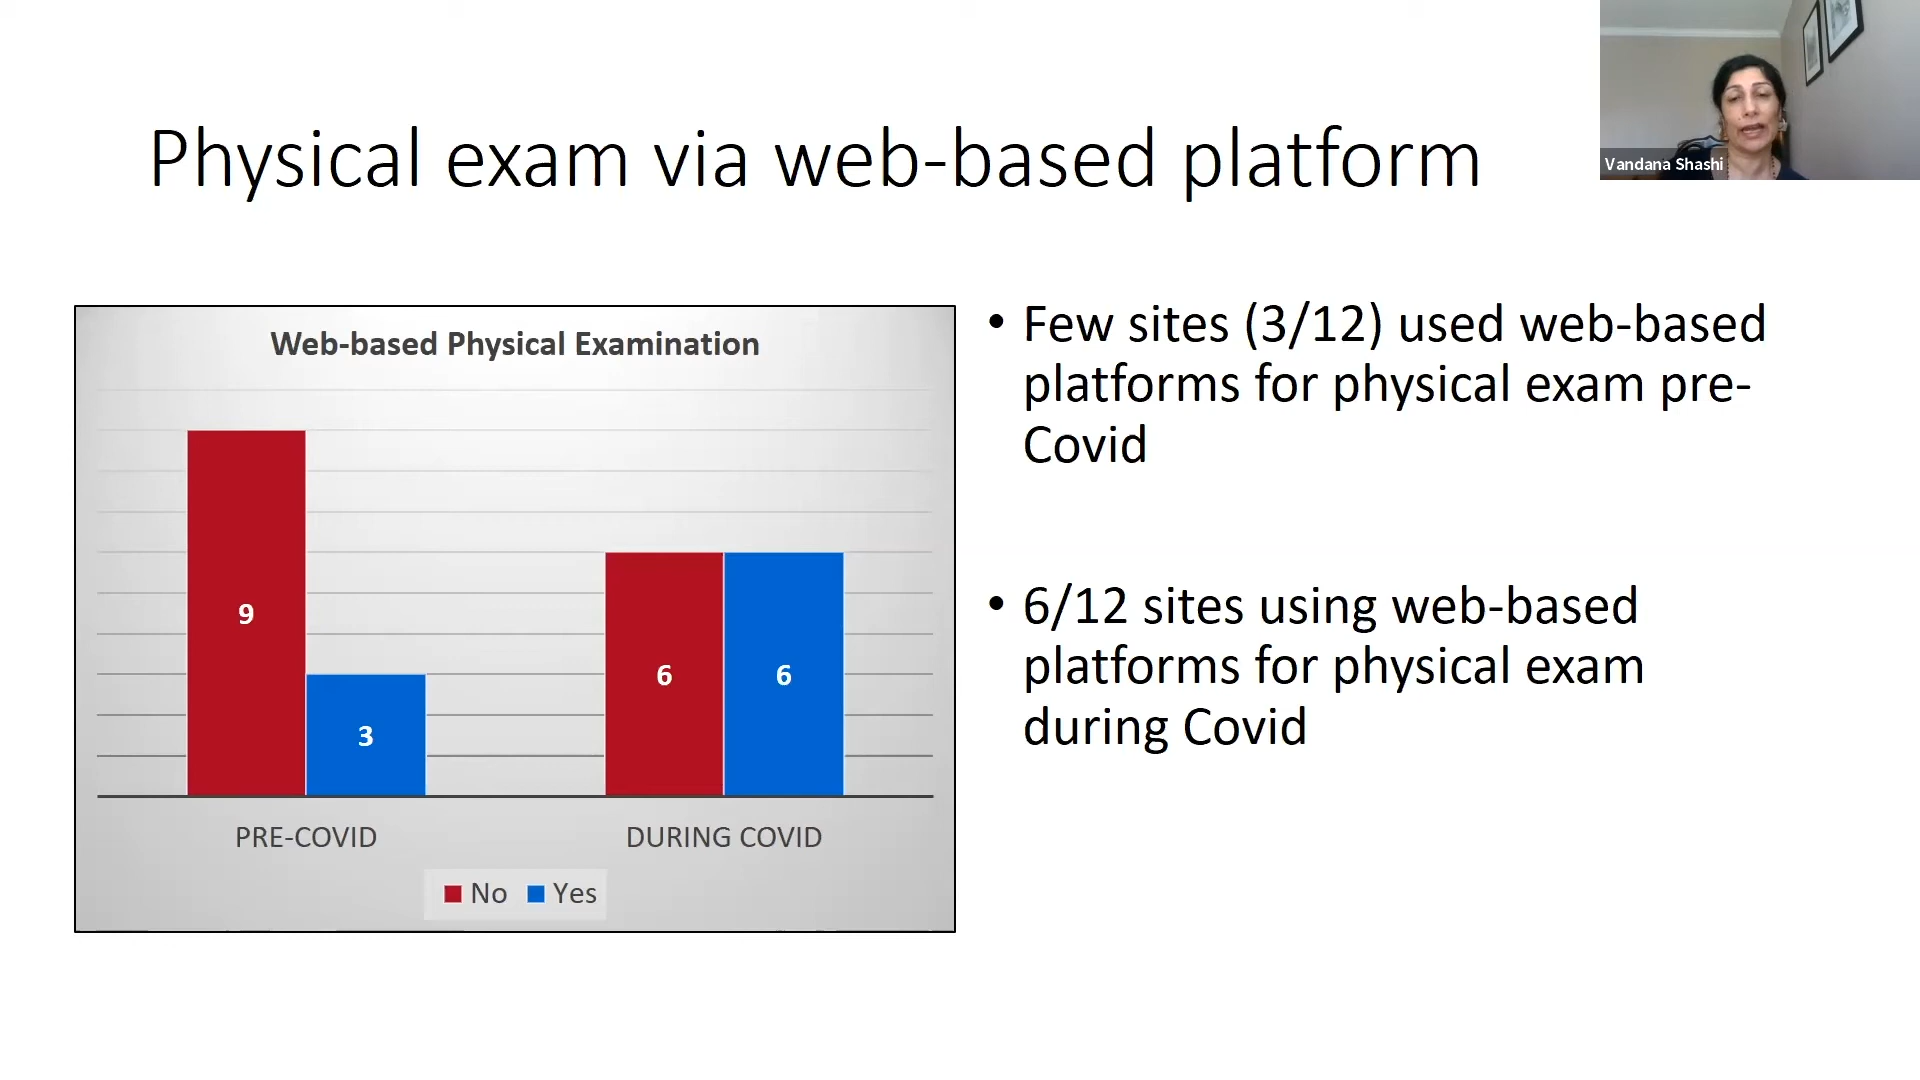 Physical exam via web-based platform
Vandana Shashi
Web-based Physical Examination
9
3
6
6
PRE-COVID
DURING COVID
No
Yes
• Few sites (3/12) used web-based
platforms for physical exam pre-
Covid
• 6/12 sites using web-based
platforms for physical exam
during Covid